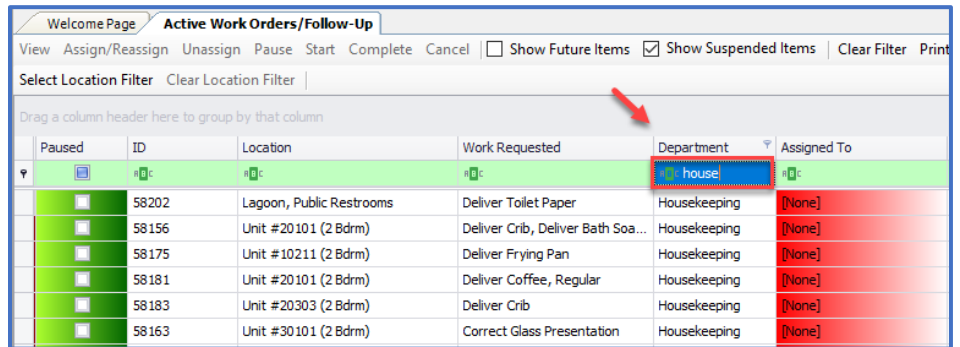 Welcome Page Active Work Orders/Follow-Up
View Assign/Reassign Unassign Pause Start Complete Cancel Show Future Items Show Suspended Items Clear Filter Print
Select Location Filter Clear Location Filter
Drag a column header here to group by that column
Paused ID Location Work Requested Department Assigned To
ABC ABC ABC ABC house ABC
58202 Lagoon, Public Restrooms Deliver Toilet Paper Housekeeping [None]
58156 Unit #20101 (2 Bdrm) Deliver Crib, Deliver Bath Soa... Housekeeping [None]
58175 Unit #10211 (2 Bdrm) Deliver Frying Pan Housekeeping [None]
58181 Unit #20101 (2 Bdrm) Deliver Coffee, Regular Housekeeping [None]
58183 Unit #20303 (2 Bdrm) Deliver Crib Housekeeping [None]
58163 Unit #30101 (2 Bdrm) Correct Glass Presentation Housekeeping [None]